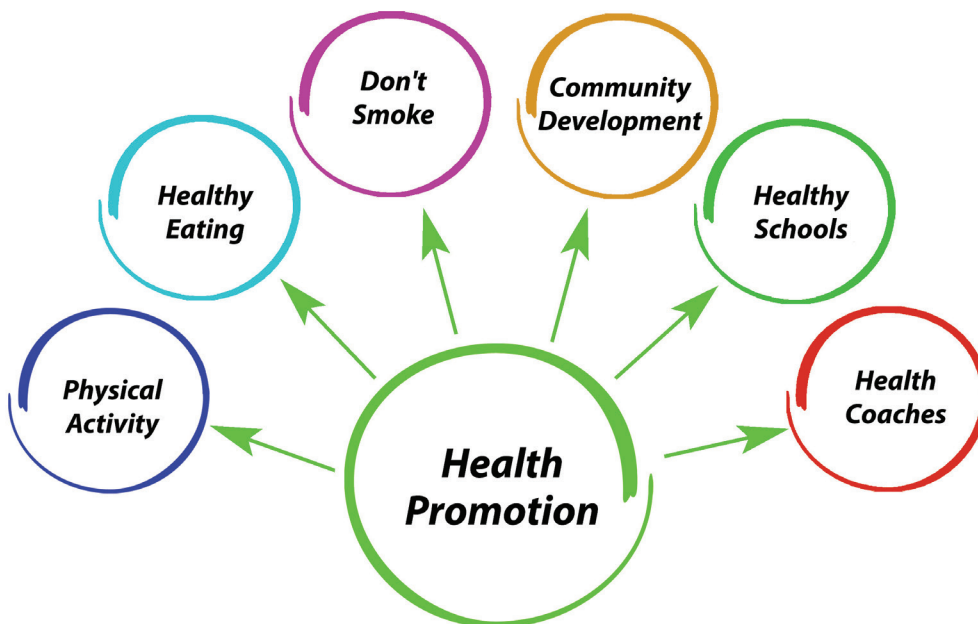 Physical
Activity
Healthy
Eating
Don't
Smoke
Community
Development
Healthy
Schools
Health
Coaches
Health
Promotion